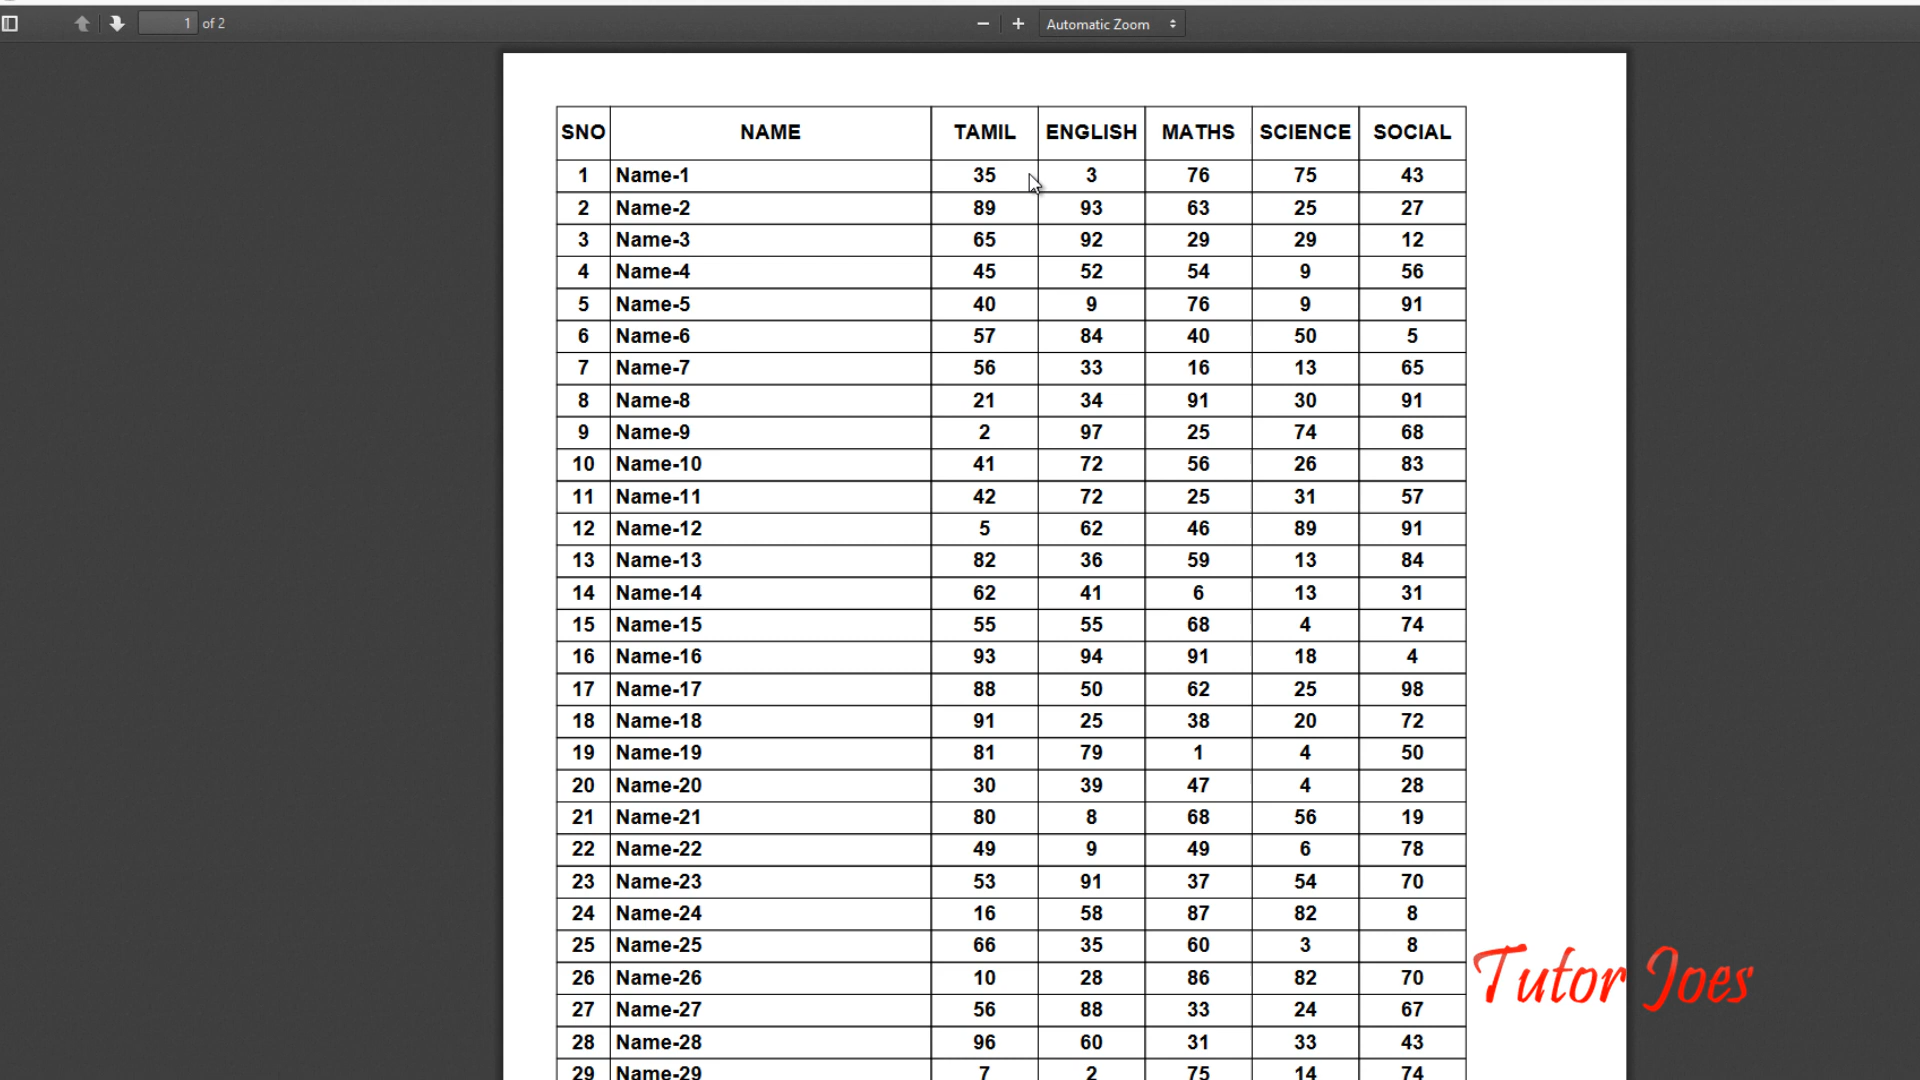 1 of 2 Automatic Zoom
SNO NAME TAMIL ENGLISH MATHS SCIENCE SOCIAL
1 Name-1 35 3 76 75 43
2 Name-2 89 93 63 25 27
3 Name-3 65 92 29 29 12
4 Name-4 45 52 54 9 56
5 Name-5 40 9 76 9 91
6 Name-6 57 84 40 50 5
7 Name-7 56 33 16 13 65
8 Name-8 21 34 91 30 91
9 Name-9 2 97 25 74 68
10 Name-10 41 72 56 26 83
11 Name-11 42 72 25 31 57
12 Name-12 5 62 46 89 91
13 Name-13 82 36 59 13 84
14 Name-14 62 41 6 13 31
15 Name-15 55 55 68 4 74
16 Name-16 93 94 91 18 4
17 Name-17 88 50 62 25 98
18 Name-18 91 25 38 20 72
19 Name-19 81 79 1 4 50
20 Name-20 30 39 47 4 28
21 Name-21 80 8 68 56 19
22 Name-22 49 9 49 6 78
23 Name-23 53 91 37 54 70
24 Name-24 16 58 87 82 8
25 Name-25 66 35 60 3 8
26 Name-26 10 28 86 82 70
27 Name-27 56 88 33 24 67
28 Name-28 96 60 31 33 43
29 Name-29 7 2 75 14 74
Tutor Joes